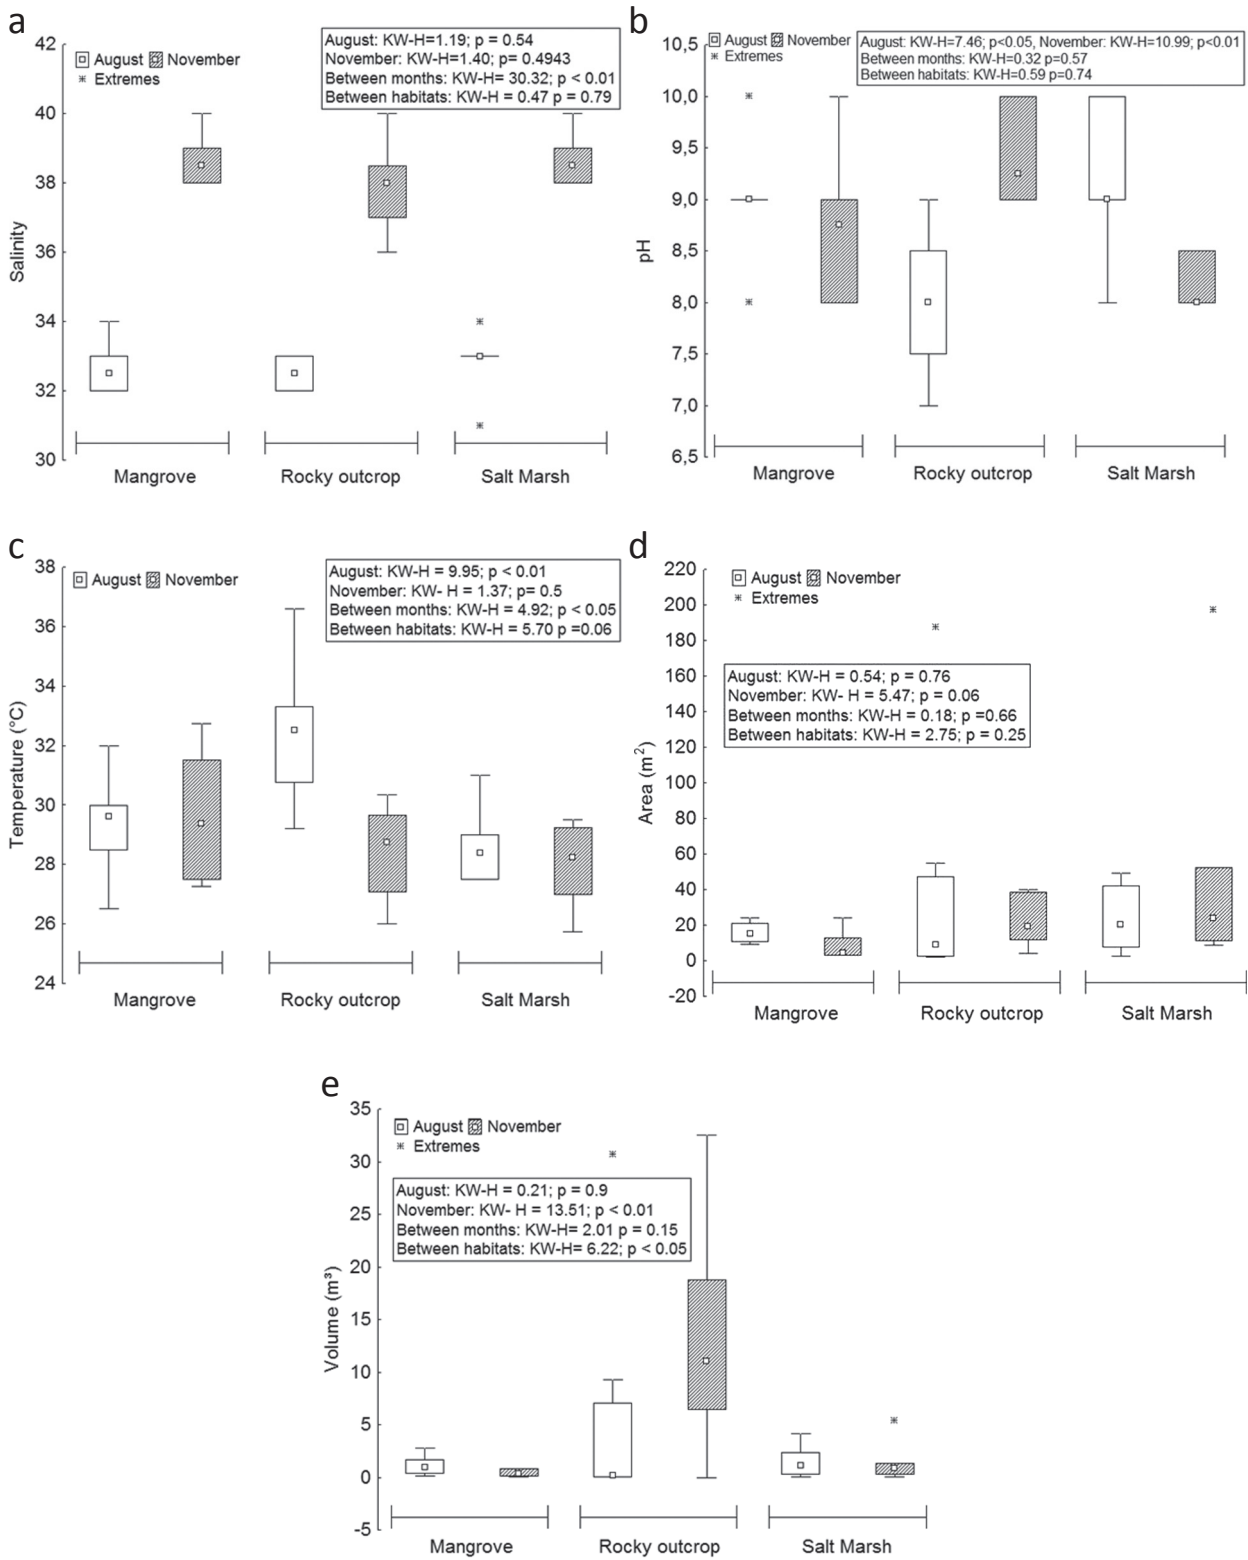 a
42
40
38
36
34
32
30
Salinity
August November
Extremes
August: KW-H=1.19; p = 0.54
November: KW-H=1.40; p= 0.4943
Between months: KW-H= 30.32; p < 0.01
Between habitats: KW-H = 0.47 p = 0.79
Mangrove Rocky outcrop Salt Marsh
b
10,5
10,0
9,5
9,0
8,5
8,0
7,5
7,0
6,5
pH
August November
Extremes
August: KW-H=7.46; p<0.05, November: KW-H=10.99; p<0.01
Between months: KW-H=0.32 p=0.57
Between habitats: KW-H=0.59 p=0.74
Mangrove Rocky outcrop Salt Marsh
c
38
36
34
32
30
28
26
24
Temperature (°C)
August November
August: KW-H = 9.95; p < 0.01
November: KW- H = 1.37; p= 0.5
Between months: KW-H = 4.92; p < 0.05
Between habitats: KW-H = 5.70 p =0.06
Mangrove Rocky outcrop Salt Marsh
d
220
200
180
160
140
120
100
80
60
40
20
0
-20
Area (m²)
August November
Extremes
August: KW-H = 0.54; p = 0.76
November: KW- H = 5.47; p = 0.06
Between months: KW-H = 0.18; p =0.66
Between habitats: KW-H = 2.75; p = 0.25
Mangrove Rocky outcrop Salt Marsh
e
35
30
25
20
15
10
5
0
-5
Volume (m³)
August November
Extremes
August: KW-H = 0.21; p = 0.9
November: KW- H = 13.51; p < 0.01
Between months: KW-H= 2.01 p = 0.15
Between habitats: KW-H= 6.22; p < 0.05
Mangrove Rocky outcrop Salt Marsh